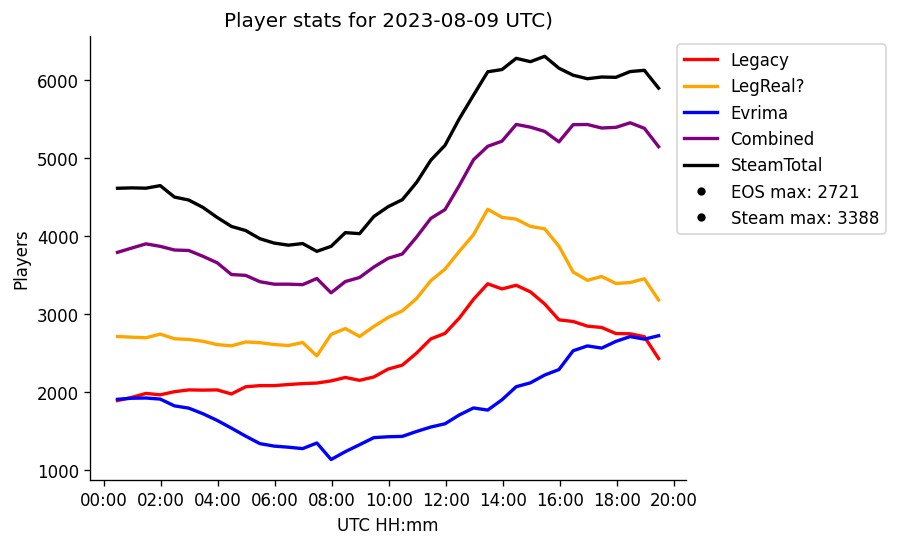 Player stats for 2023-08-09 UTC)
Legacy
LegReal?
Evrima
Combined
SteamTotal
EOS max: 2721
Steam max: 3388
Players
6000
5000
4000
3000
2000
1000
00:00 02:00 04:00 06:00 08:00 10:00 12:00 14:00 16:00 18:00 20:00
UTC HH:mm